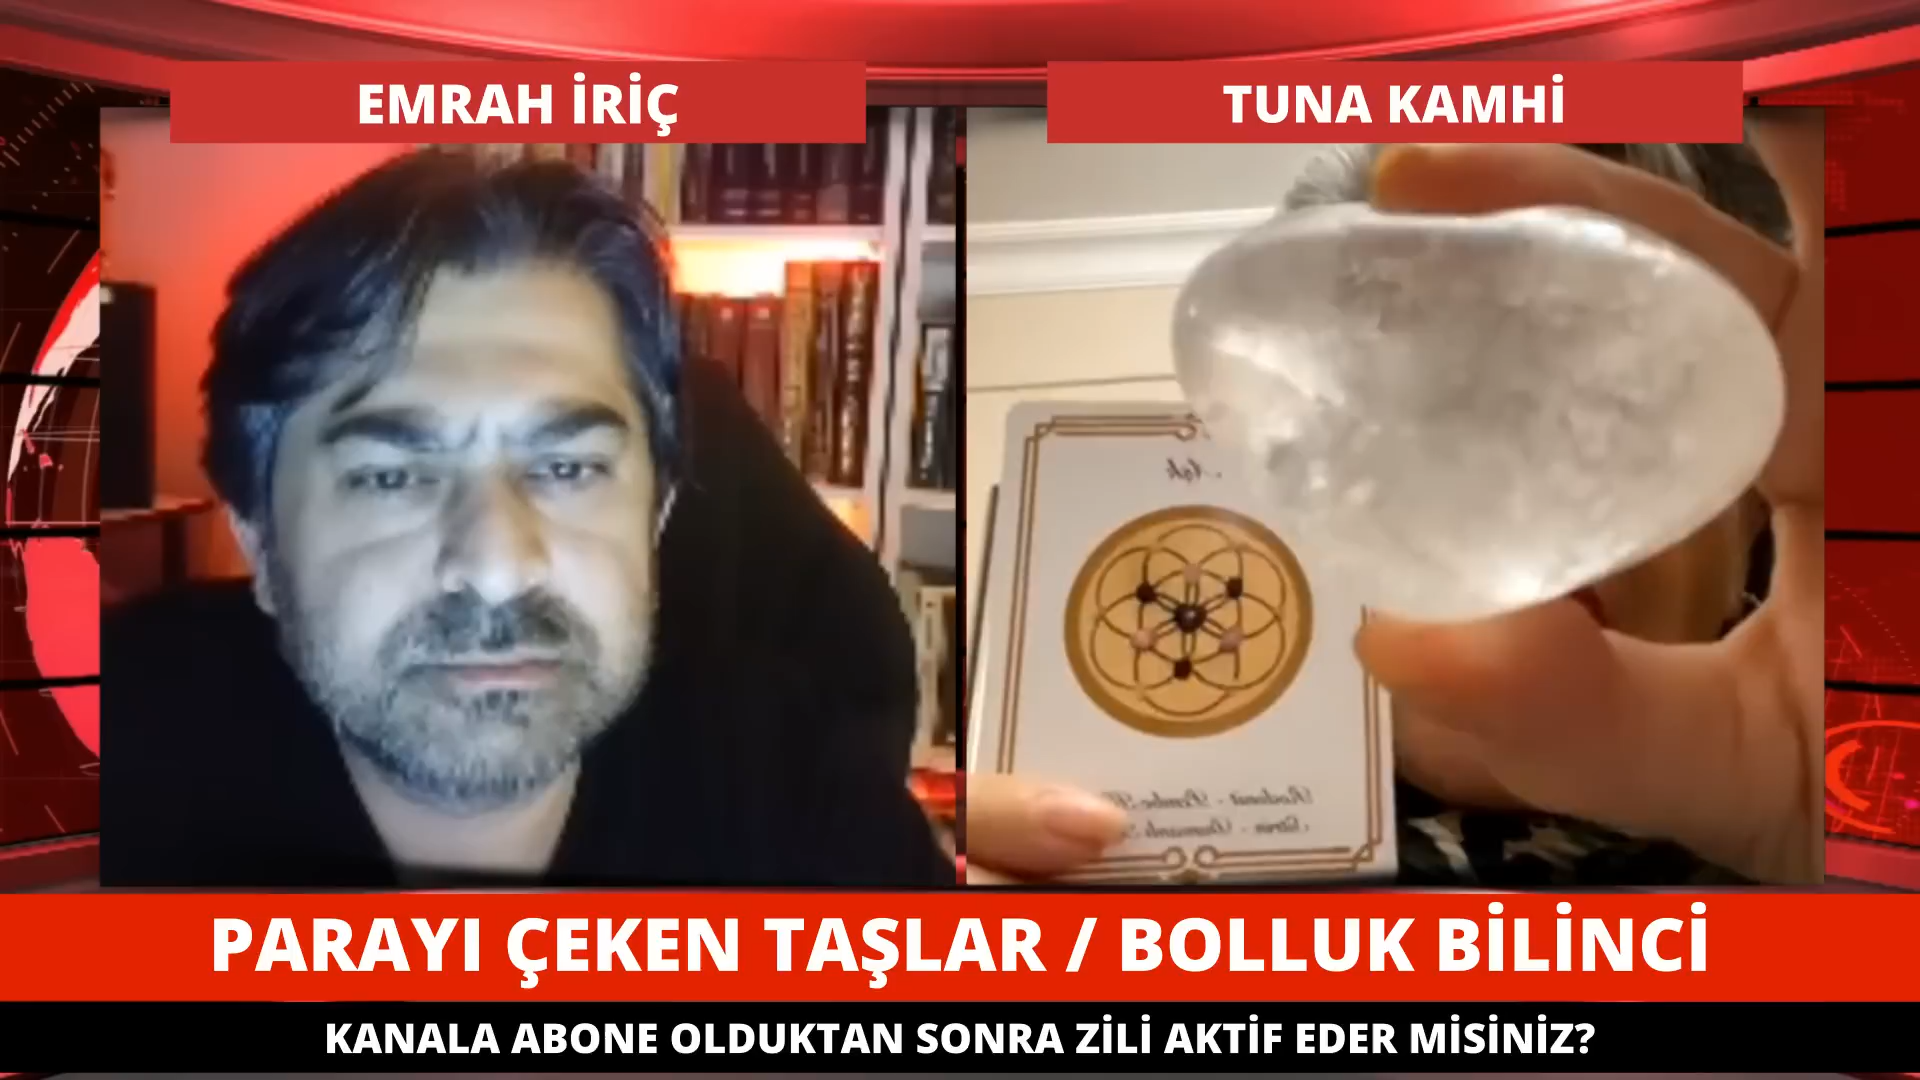 EMRAH İRİÇ
TUNA KAMHİ
Aşk
PARAYI ÇEKEN TAŞLAR / BOLLUK BİLİNCİ
KANALA ABONE OLDUKTAN SONRA ZİLİ AKTİF EDER MİSİNİZ?